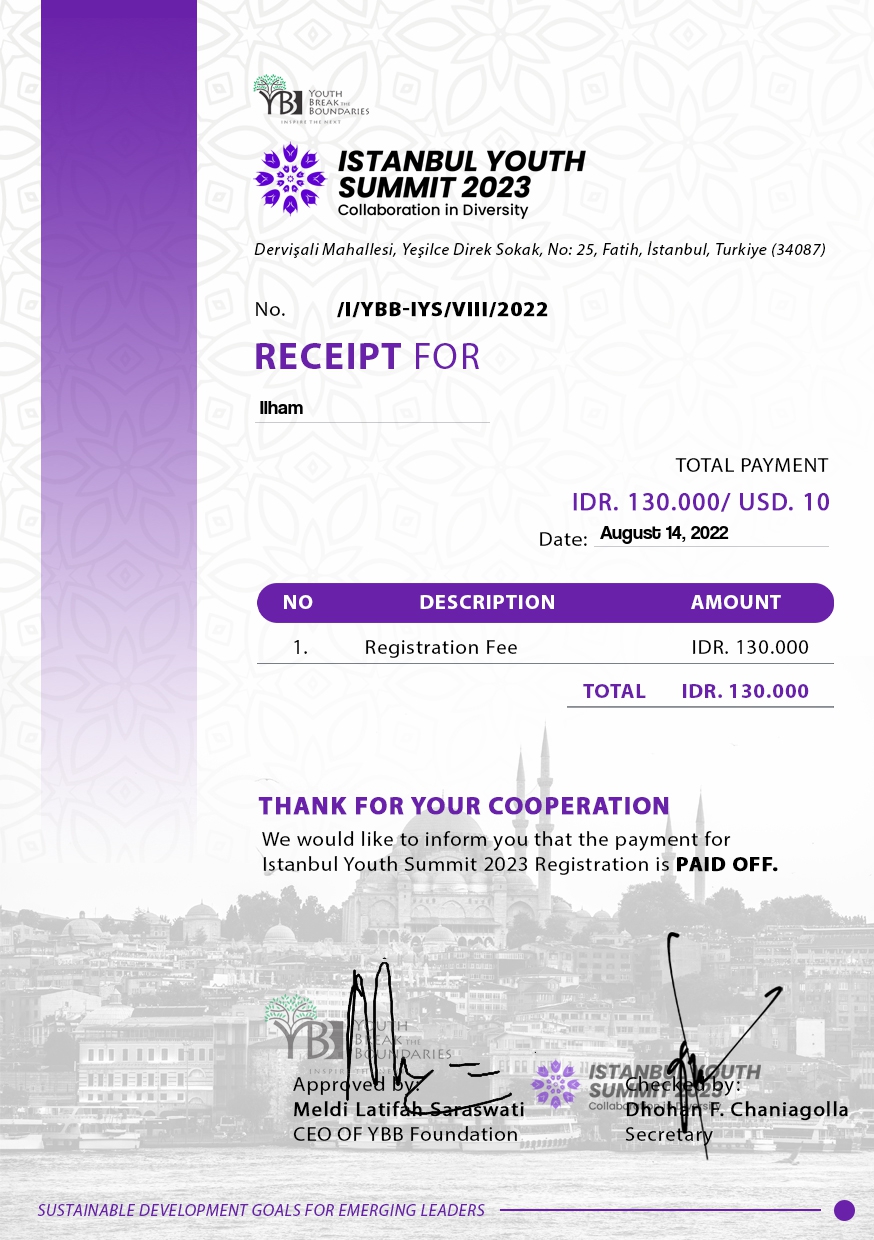 YBB YOUTH
BREAK THE
BOUNDARIES
INSPIRE THE NEXT
ISTANBUL YOUTH
SUMMIT 2023
Collaboration in Diversity
Dervişali Mahallesi, Yeşilce Direk Sokak, No: 25, Fatih, İstanbul, Turkiye (34087)
No. /I/YBB-IYS/VIII/2022
RECEIPT FOR
Ilham
TOTAL PAYMENT
IDR. 130.000/ USD. 10
Date: August 14, 2022
NO DESCRIPTION AMOUNT
1. Registration Fee IDR. 130.000
TOTAL IDR. 130.000
THANK FOR YOUR COOPERATION
We would like to inform you that the payment for
Istanbul Youth Summit 2023 Registration is PAID OFF.
YBB YOUTH
BREAK THE
BOUNDARIES
INSPIRE THE NEXT
ISTANBUL YOUTH
SUMMIT 2023
Collaboration in Diversity
Approved by: Checked by:
Meldi Latifah Saraswati Dhohan F. Chaniagolla
CEO OF YBB Foundation Secretary
SUSTAINABLE DEVELOPMENT GOALS FOR EMERGING LEADERS